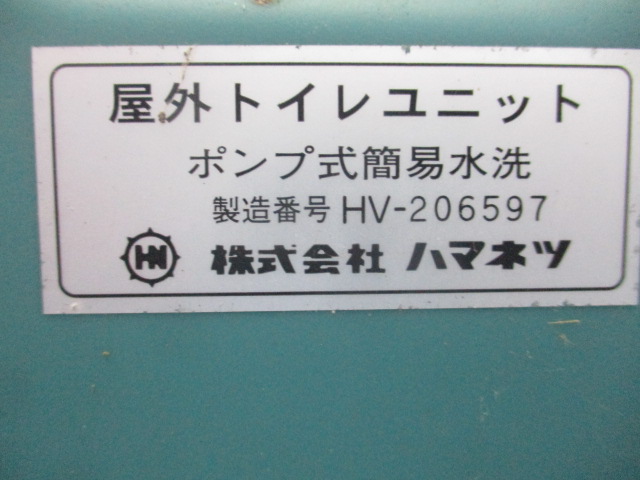 屋外トイレユニット
ポンプ式簡易水洗
製造番号 HV-206597
HN 株式会社 ハマネツ